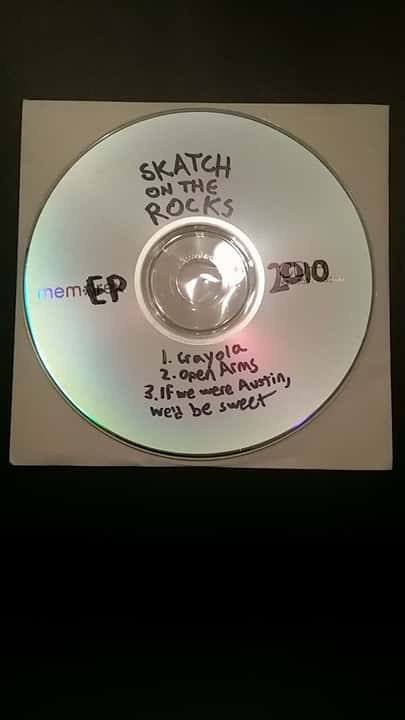 SKATCH
ON THE
ROCKS
EP
2010
1. Crayola
2. Open Arms
3. If we were Austin,
we'd be sweet